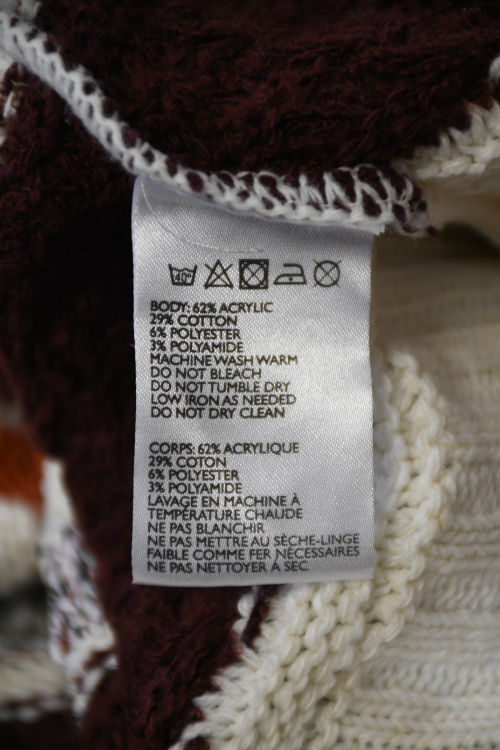 40°
BODY: 62% ACRYLIC
29% COTTON
6% POLYESTER
3% POLYAMIDE
MACHINE WASH WARM
DO NOT BLEACH
DO NOT TUMBLE DRY
LOW IRON AS NEEDED
DO NOT DRY CLEAN
CORPS: 62% ACRYLIQUE
29% COTON
6% POLYESTER
3% POLYAMIDE
LAVAGE EN MACHINE À
TEMPÉRATURE CHAUDE
NE PAS BLANCHIR
NE PAS METTRE AU SÈCHE-LINGE
FAIBLE COMME FER NÉCESSAIRES
NE PAS NETTOYER À SEC